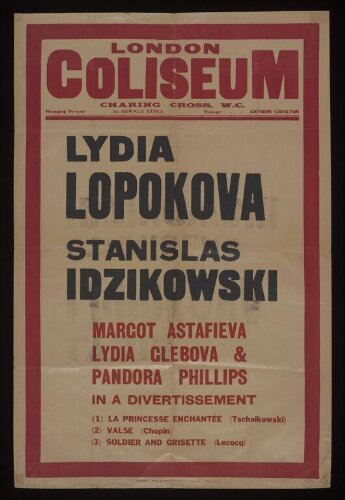 LONDON
COLISEUM
CHARING CROSS, W.C.
Managing Director Sir OSWALD STOLL Manager ARTHUR CROXTON
LYDIA
LOPOKOVA
STANISLAS
IDZIKOWSKI
MARGOT ASTAFIEVA
LYDIA GLEBOVA &
PANDORA PHILLIPS
IN A DIVERTISSEMENT
(1) LA PRINCESSE ENCHANTÉE (Tschaikowski)
(2) VALSE (Chopin)
(3) SOLDIER AND GRISETTE (Lecocq)